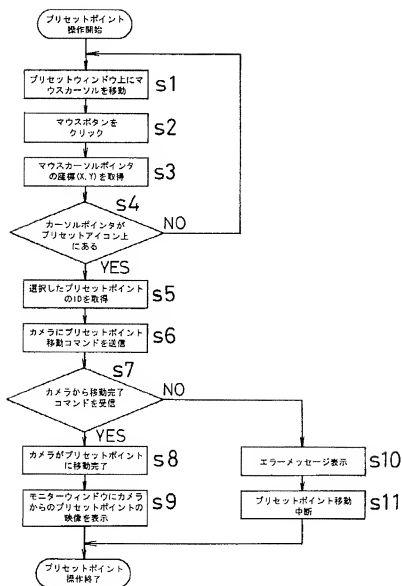 プリセットポイント
操作開始
プリセットウィンドウ上にマ
ウスカーソルを移動
s1
マウスボタンを
クリック
s2
マウスカーソルポインタ
の座標(X, Y)を取得
s3
s4
カーソルポインタが
プリセットアイコン上
にある
NO
YES
選択したプリセットポイント
のIDを取得
s5
カメラにプリセットポイント
移動コマンドを送信
s6
s7
カメラから移動完了
コマンドを受信
NO
YES
カメラがプリセットポイント
に移動完了
s8
エラーメッセージ表示
s10
モニターウィンドウにカメラ
からのプリセットポイントの
映像を表示
s9
プリセットポイント移動
中断
s11
プリセットポイント
操作終了